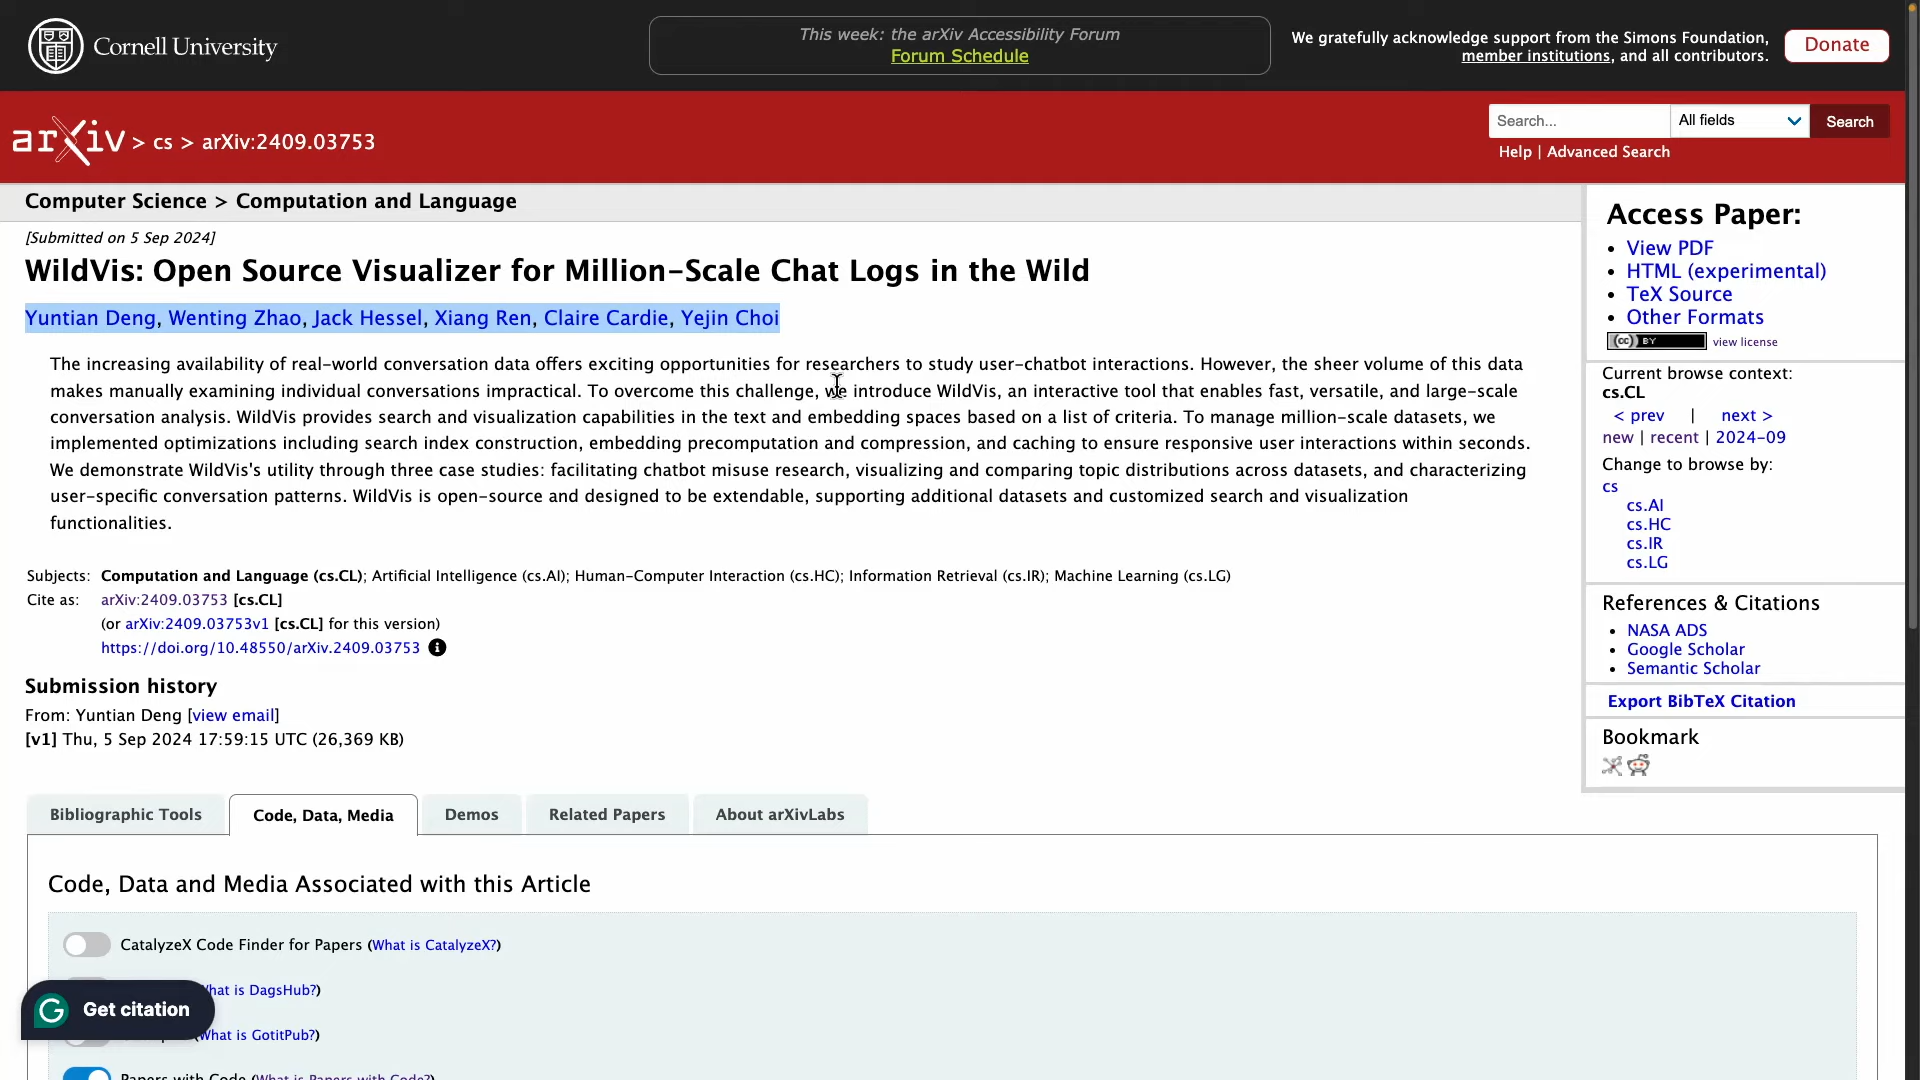 Cornell University
This week: the arXiv Accessibility Forum
Forum Schedule
We gratefully acknowledge support from the Simons Foundation,
member institutions, and all contributors.
Donate
arXiv > cs > arXiv:2409.03753
Search...
All fields
Search
Help | Advanced Search
Computer Science > Computation and Language
[Submitted on 5 Sep 2024]
WildVis: Open Source Visualizer for Million-Scale Chat Logs in the Wild
Yuntian Deng, Wenting Zhao, Jack Hessel, Xiang Ren, Claire Cardie, Yejin Choi
The increasing availability of real-world conversation data offers exciting opportunities for researchers to study user-chatbot interactions. However, the sheer volume of this data
makes manually examining individual conversations impractical. To overcome this challenge, we introduce WildVis, an interactive tool that enables fast, versatile, and large-scale
conversation analysis. WildVis provides search and visualization capabilities in the text and embedding spaces based on a list of criteria. To manage million-scale datasets, we
implemented optimizations including search index construction, embedding precomputation and compression, and caching to ensure responsive user interactions within seconds.
We demonstrate WildVis's utility through three case studies: facilitating chatbot misuse research, visualizing and comparing topic distributions across datasets, and characterizing
user-specific conversation patterns. WildVis is open-source and designed to be extendable, supporting additional datasets and customized search and visualization
functionalities.
Subjects: Computation and Language (cs.CL); Artificial Intelligence (cs.AI); Human-Computer Interaction (cs.HC); Information Retrieval (cs.IR); Machine Learning (cs.LG)
Cite as: arXiv:2409.03753 [cs.CL]
(or arXiv:2409.03753v1 [cs.CL] for this version)
https://doi.org/10.48550/arXiv.2409.03753
Submission history
From: Yuntian Deng [view email]
[v1] Thu, 5 Sep 2024 17:59:15 UTC (26,369 KB)
Bibliographic Tools
Code, Data, Media
Demos
Related Papers
About arXivLabs
Code, Data and Media Associated with this Article
CatalyzeX Code Finder for Papers (What is CatalyzeX?)
What is DagsHub?)
(What is GotitPub?)
Papers with Code (What is Papers with Code?)
Get citation
Access Paper:
View PDF
HTML (experimental)
TeX Source
Other Formats
(cc) BY
view license
Current browse context:
cs.CL
< prev | next >
new | recent | 2024-09
Change to browse by:
cs
cs.AI
cs.HC
cs.IR
cs.LG
References & Citations
NASA ADS
Google Scholar
Semantic Scholar
Export BibTeX Citation
Bookmark